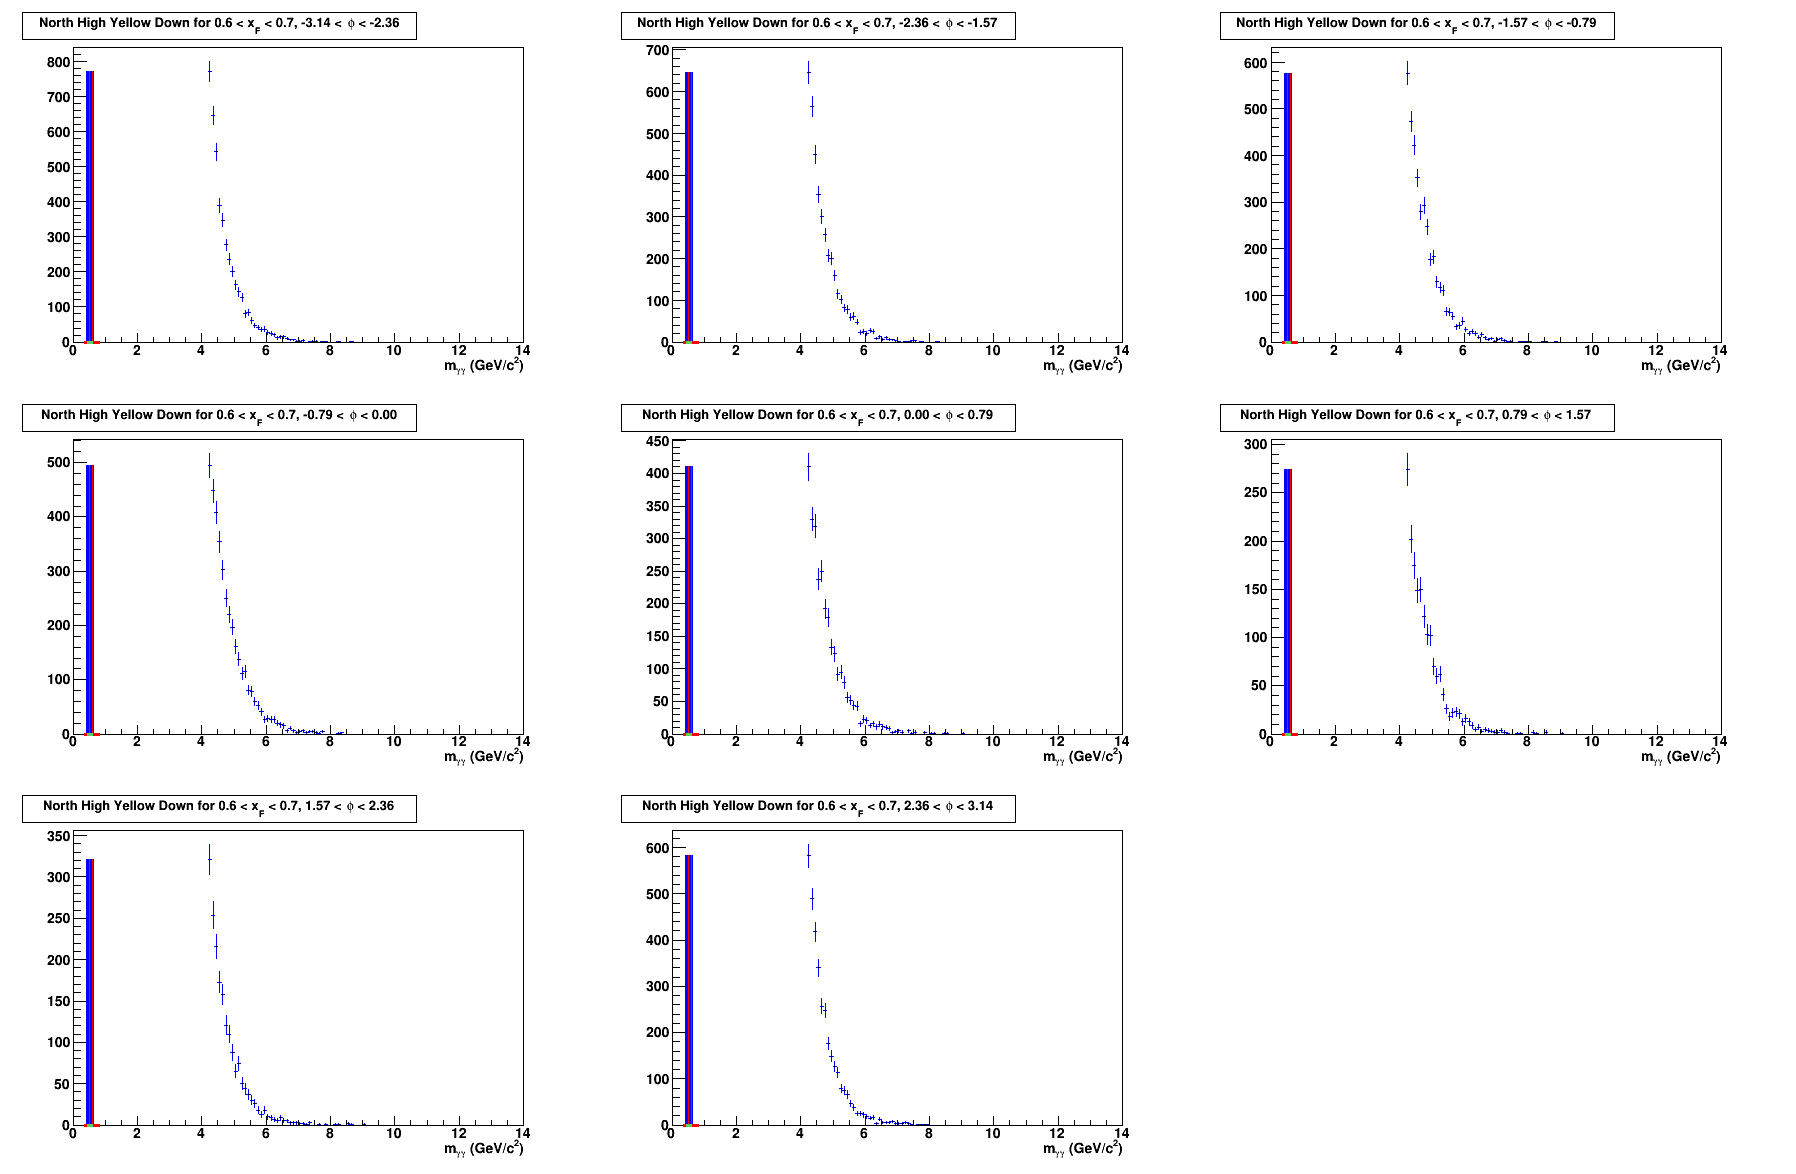 North High Yellow Down for 0.6 < x_F < 0.7, -3.14 < ϕ < -2.36
800
700
600
500
400
300
200
100
0
0 2 4 6 8 10 12 14
m_γγ (GeV/c²)
North High Yellow Down for 0.6 < x_F < 0.7, -2.36 < ϕ < -1.57
700
600
500
400
300
200
100
0
0 2 4 6 8 10 12 14
m_γγ (GeV/c²)
North High Yellow Down for 0.6 < x_F < 0.7, -1.57 < ϕ < -0.79
600
500
400
300
200
100
0
0 2 4 6 8 10 12 14
m_γγ (GeV/c²)
North High Yellow Down for 0.6 < x_F < 0.7, -0.79 < ϕ < 0.00
500
400
300
200
100
0
0 2 4 6 8 10 12 14
m_γγ (GeV/c²)
North High Yellow Down for 0.6 < x_F < 0.7, 0.00 < ϕ < 0.79
450
400
350
300
250
200
150
100
50
0
0 2 4 6 8 10 12 14
m_γγ (GeV/c²)
North High Yellow Down for 0.6 < x_F < 0.7, 0.79 < ϕ < 1.57
300
250
200
150
100
50
0
0 2 4 6 8 10 12 14
m_γγ (GeV/c²)
North High Yellow Down for 0.6 < x_F < 0.7, 1.57 < ϕ < 2.36
350
300
250
200
150
100
50
0
0 2 4 6 8 10 12 14
m_γγ (GeV/c²)
North High Yellow Down for 0.6 < x_F < 0.7, 2.36 < ϕ < 3.14
600
500
400
300
200
100
0
0 2 4 6 8 10 12 14
m_γγ (GeV/c²)